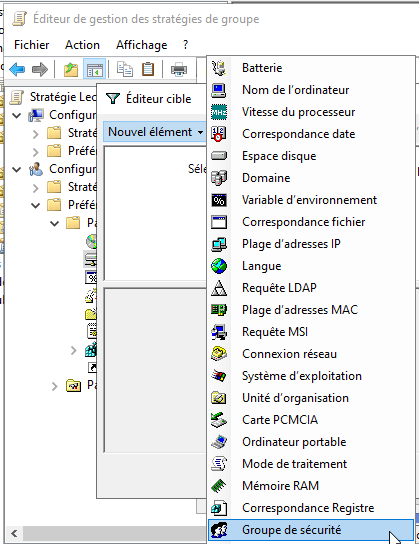 Éditeur de gestion des stratégies de groupe
Fichier Action Affichage ?
Stratégie Lec
Configur
Straté
Préfér
Configur
Straté
Préfé
Pa
Pa
Éditeur cible
Nouvel élément
Séle
Batterie
Nom de l'ordinateur
Vitesse du processeur
Correspondance date
Espace disque
Domaine
Variable d'environnement
Correspondance fichier
Plage d'adresses IP
Langue
Requête LDAP
Plage d'adresses MAC
Requête MSI
Connexion réseau
Système d'exploitation
Unité d'organisation
Carte PCMCIA
Ordinateur portable
Mode de traitement
Mémoire RAM
Correspondance Registre
Groupe de sécurité